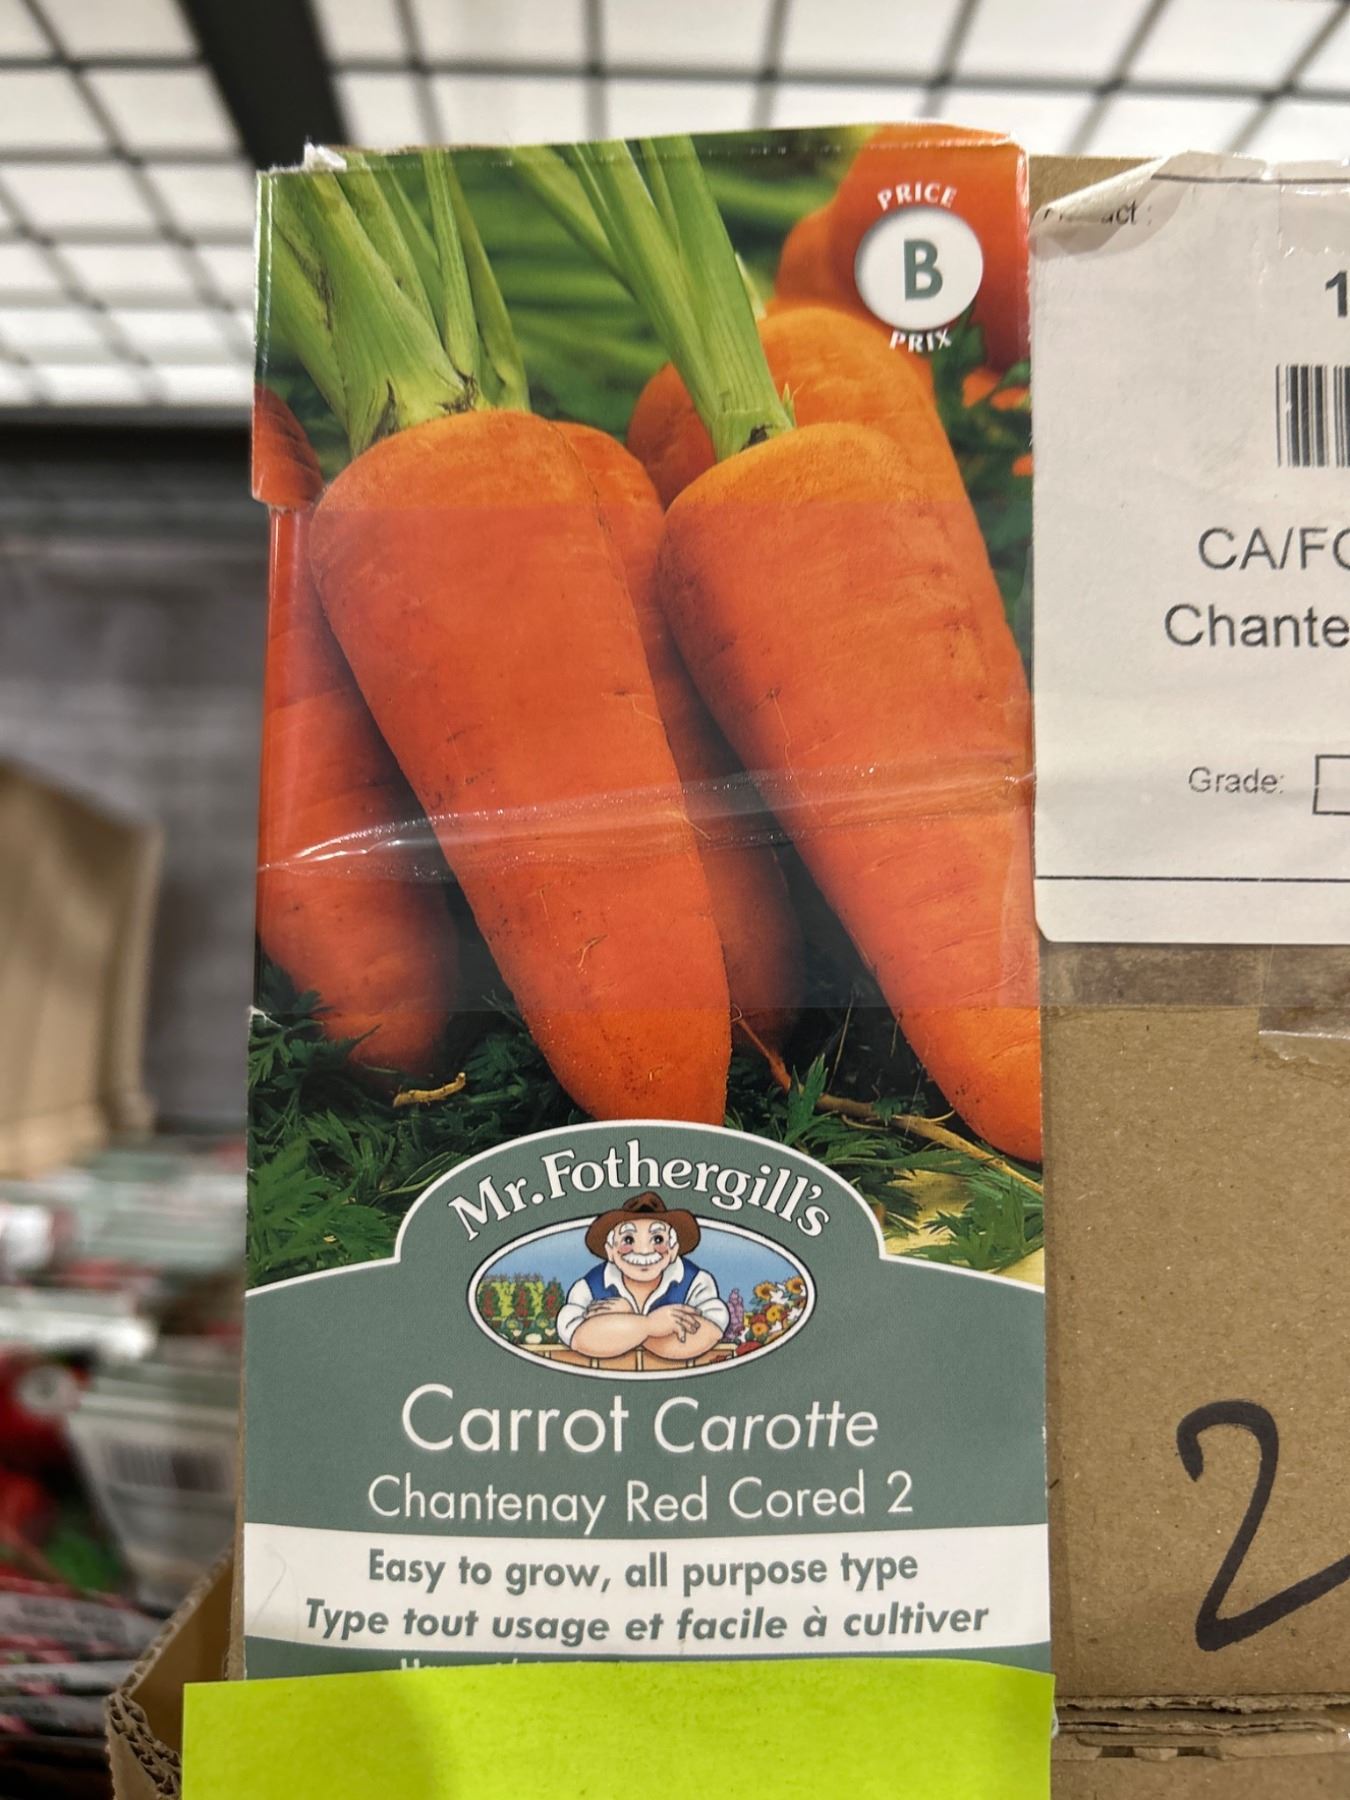 PRICE
B
PRIX
Mr. Fothergill's
Carrot Carotte
Chantenay Red Cored 2
Easy to grow, all purpose type
Type tout usage et facile à cultiver
1
CA/FO
Chante
Grade:
2